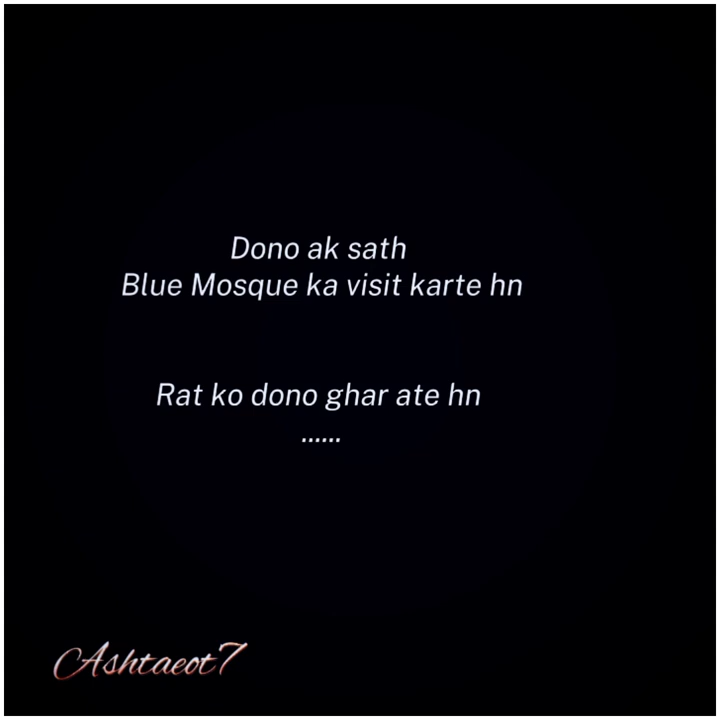 Dono ak sath
Blue Mosque ka visit karte hn
Rat ko dono ghar ate hn
......
Ashtaeot7